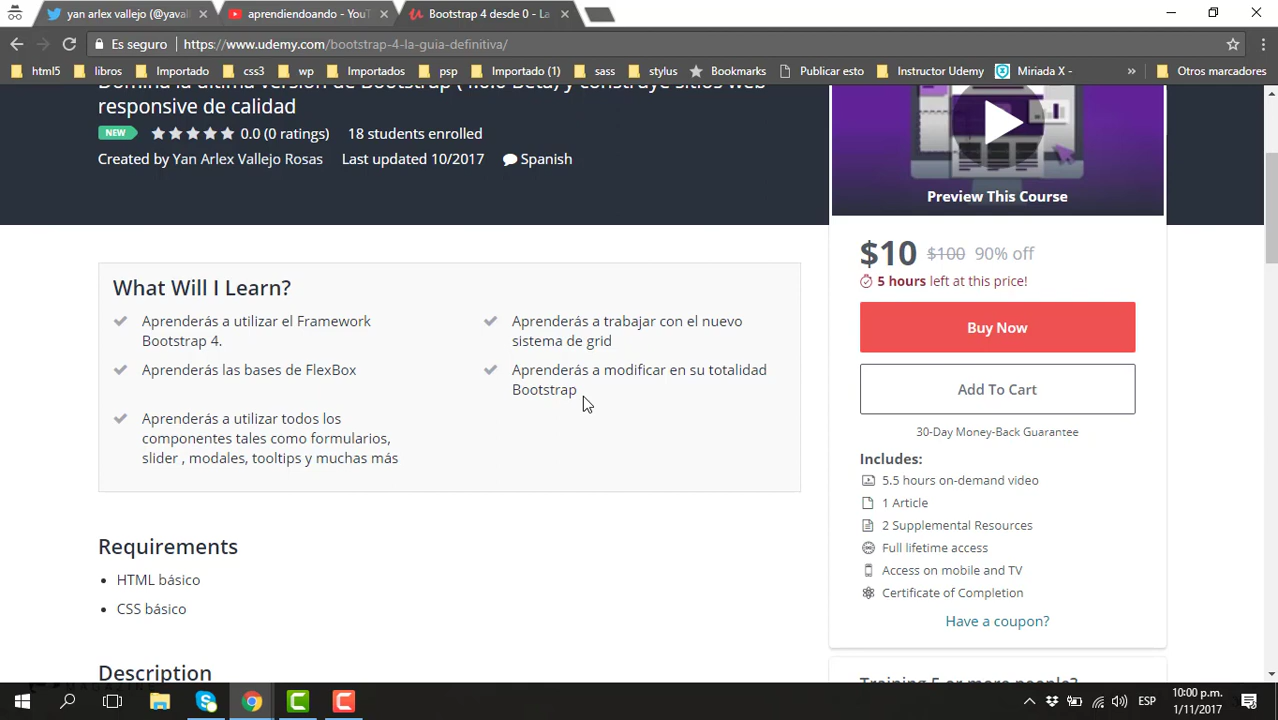 yan arlex vallejo (@yaval
aprendiendoando - YouT
Bootstrap 4 desde 0 - La
Es seguro
https://www.udemy.com/bootstrap-4-la-guia-definitiva/
html5
libros
Importado
css3
wp
Importados
psp
Importado (1)
sass
stylus
Bookmarks
Publicar esto
Instructor Udemy
Miriada X -
»
Otros marcadores
responsive de calidad
NEW
0.0 (0 ratings)
18 students enrolled
Created by Yan Arlex Vallejo Rosas
Last updated 10/2017
Spanish
Preview This Course
$10 $100 90% off
5 hours left at this price!
Buy Now
Add To Cart
30-Day Money-Back Guarantee
Includes:
5.5 hours on-demand video
1 Article
2 Supplemental Resources
Full lifetime access
Access on mobile and TV
Certificate of Completion
Have a coupon?
What Will I Learn?
Aprenderás a utilizar el Framework
Bootstrap 4.
Aprenderás las bases de FlexBox
Aprenderás a utilizar todos los
componentes tales como formularios,
slider , modales, tooltips y muchas más
Aprenderás a trabajar con el nuevo
sistema de grid
Aprenderás a modificar en su totalidad
Bootstrap
Requirements
HTML básico
CSS básico
Description
Training 5 or more people?
ESP
10:00 p.m.
1/11/2017